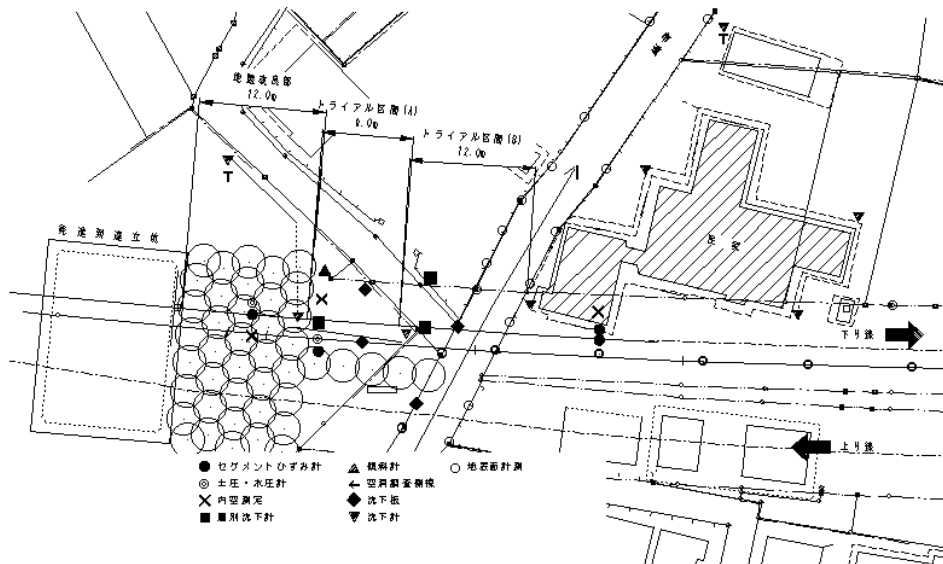 地盤改良部
12.0m
トライアル区間(A)
8.0m
トライアル区間(B)
12.0m
T
T
発進到達立坑
民家
下り線
上り線
セグメントひずみ計
土圧・水圧計
内空測定
層別沈下計
傾斜計
空洞調査測線
沈下板
沈下計
地表面計測